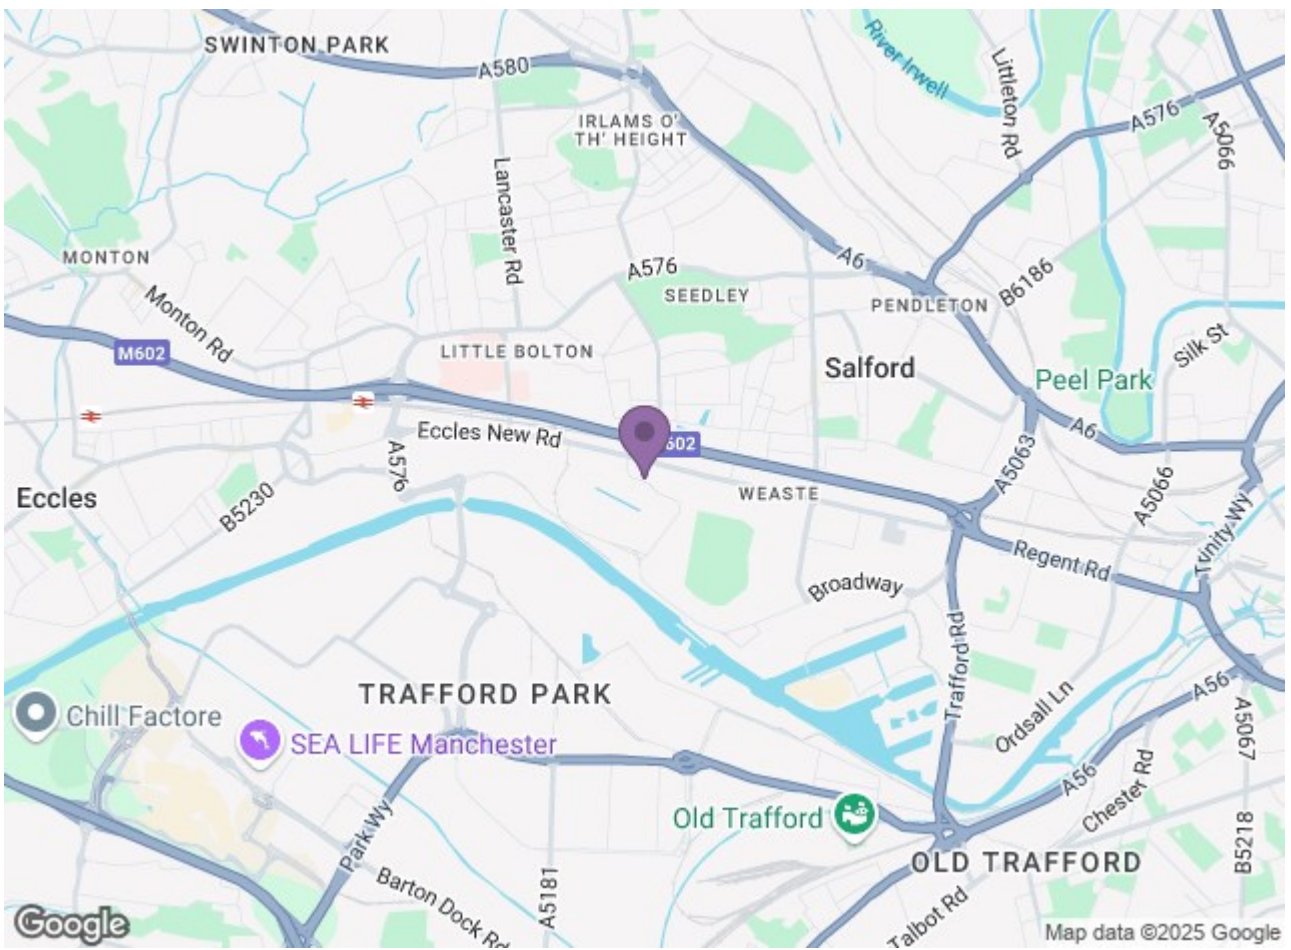 SWINTON PARK
A580
River Irwell
Littleton Rd
A576
A5066
IRLAMS O'
TH' HEIGHT
Lancaster Rd
MONTON
A576
A6
SEEDLEY
B6186
PENDLETON
Monton Rd
M602
LITTLE BOLTON
Salford
Silk St
Peel Park
Eccles New Rd
602
A6
A576
A5063
Eccles
B5230
WEASTE
A5066
Trinity Wy
Regent Rd
Broadway
Trafford Rd
TRAFFORD PARK
A56
Chill Factore
SEA LIFE Manchester
Ordsall Ln
A5067
A56
Chester Rd
Old Trafford
Park Wy
B5218
OLD TRAFFORD
Barton Dock Rd
A5181
Talbot Rd
Google
Map data ©2025 Google